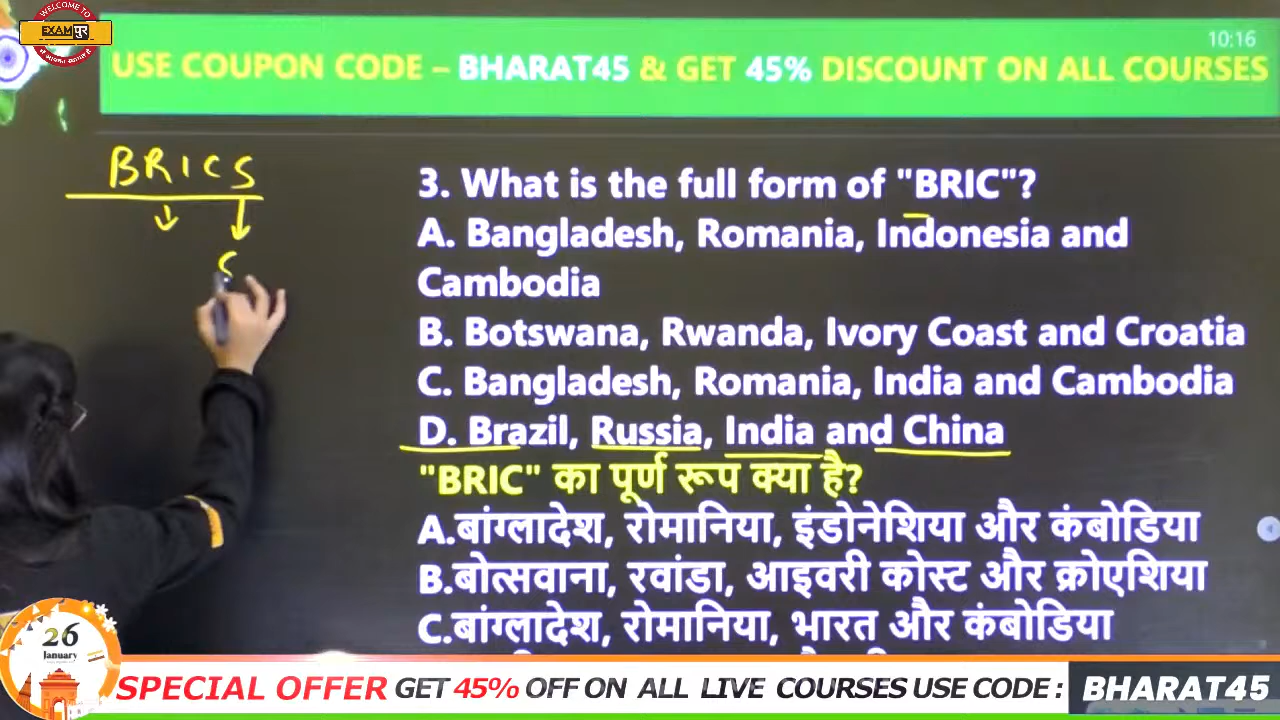 WELCOME TO
EXAMपुर
10:16
USE COUPON CODE – BHARAT45 & GET 45% DISCOUNT ON ALL COURSES
BRICS
3. What is the full form of "BRIC"?
A. Bangladesh, Romania, Indonesia and
Cambodia
B. Botswana, Rwanda, Ivory Coast and Croatia
C. Bangladesh, Romania, India and Cambodia
D. Brazil, Russia, India and China
"BRIC" का पूर्ण रूप क्या है?
A.बांग्लादेश, रोमानिया, इंडोनेशिया और कंबोडिया
B.बोत्सवाना, रवांडा, आइवरी कोस्ट और क्रोएशिया
C.बांग्लादेश, रोमानिया, भारत और कंबोडिया
26
January
SPECIAL OFFER GET 45% OFF ON ALL LIVE COURSES USE CODE : BHARAT45